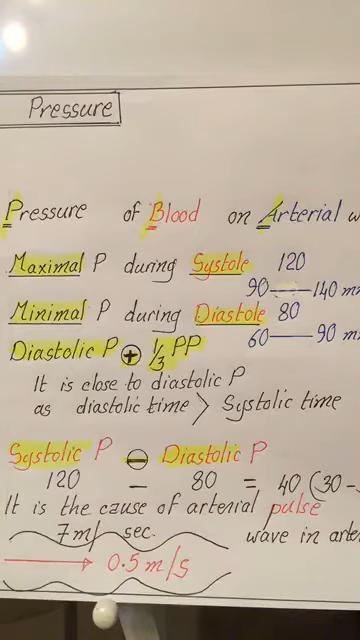 Pressure
Pressure of Blood on Arterial
Maximal P during Systole 120
90 — 140
Minimal P during Diastole 80
Diastolic P + 1/3 PP 60 — 90
It is close to diastolic P
as diastolic time > Systolic time
Systolic P − Diastolic P
120 − 80 = 40 (30 -
It is the cause of arterial pulse
7m/ sec. wave in
0.5 m/s